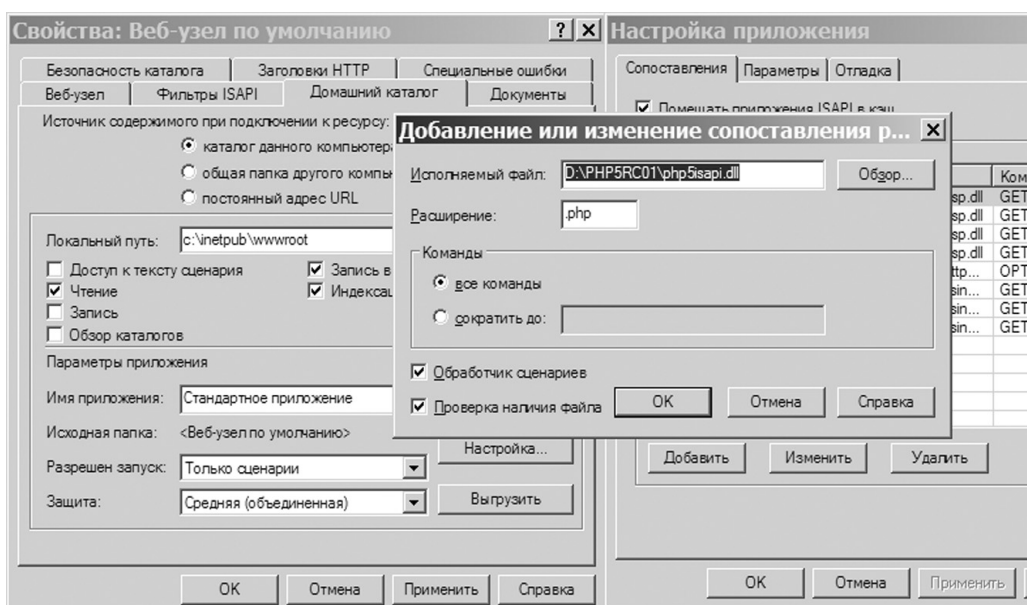 Свойства: Веб-узел по умолчанию
Безопасность каталога Заголовки HTTP Специальные ошибки
Веб-узел Фильтры ISAPI Домашний каталог Документы
Источник содержимого при подключении к ресурсу:
каталог данного компьютера
общая папка другого
постоянный адрес URL
Локальный путь: c:\inetpub\wwwroot
Доступ к тексту сценария Запись в
Чтение
Запись
Обзор каталогов
Параметры приложения
Имя приложения: Стандартное приложение
Исходная папка: <Веб-узел по умолчанию>
Настройка...
Разрешен запуск: Только сценарии
Защита: Средняя (объединенная) Выгрузить
OK Отмена Применить Справка
Настройка приложения
Сопоставления Параметры Отладка
Помещать приложения ISAPI в кэш
Добавление или изменение сопоставления р...
Исполняемый файл: D:\PHP5RC01\php5isapi.dll Обзор...
Расширение: .php
Команды
все команды
сократить до:
Обработчик сценариев
Проверка наличия файла OK Отмена Справка
Ком
sp.dll GET
sp.dll GET
sp.dll GET
sp.dll GET
ttp... OPT
sin... GET
sin... GET
sin... GET
Добавить Изменить Удалить
OK Отмена Применить